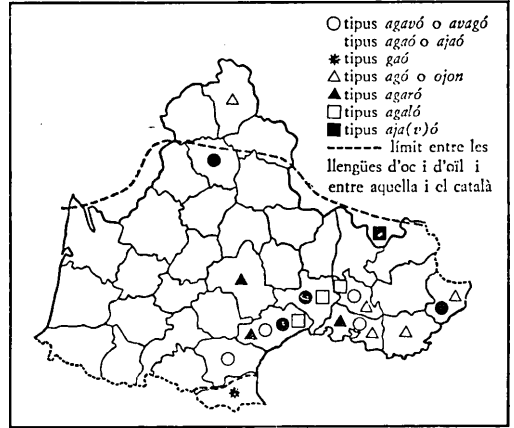 tipus agavó o avagó
tipus agaó o ajaó
tipus gaó
tipus agó o ojon
tipus agaró
tipus agaló
tipus aja(v)ó
límit entre les
llengües d'oc i d'oïl i
entre aquella i el català